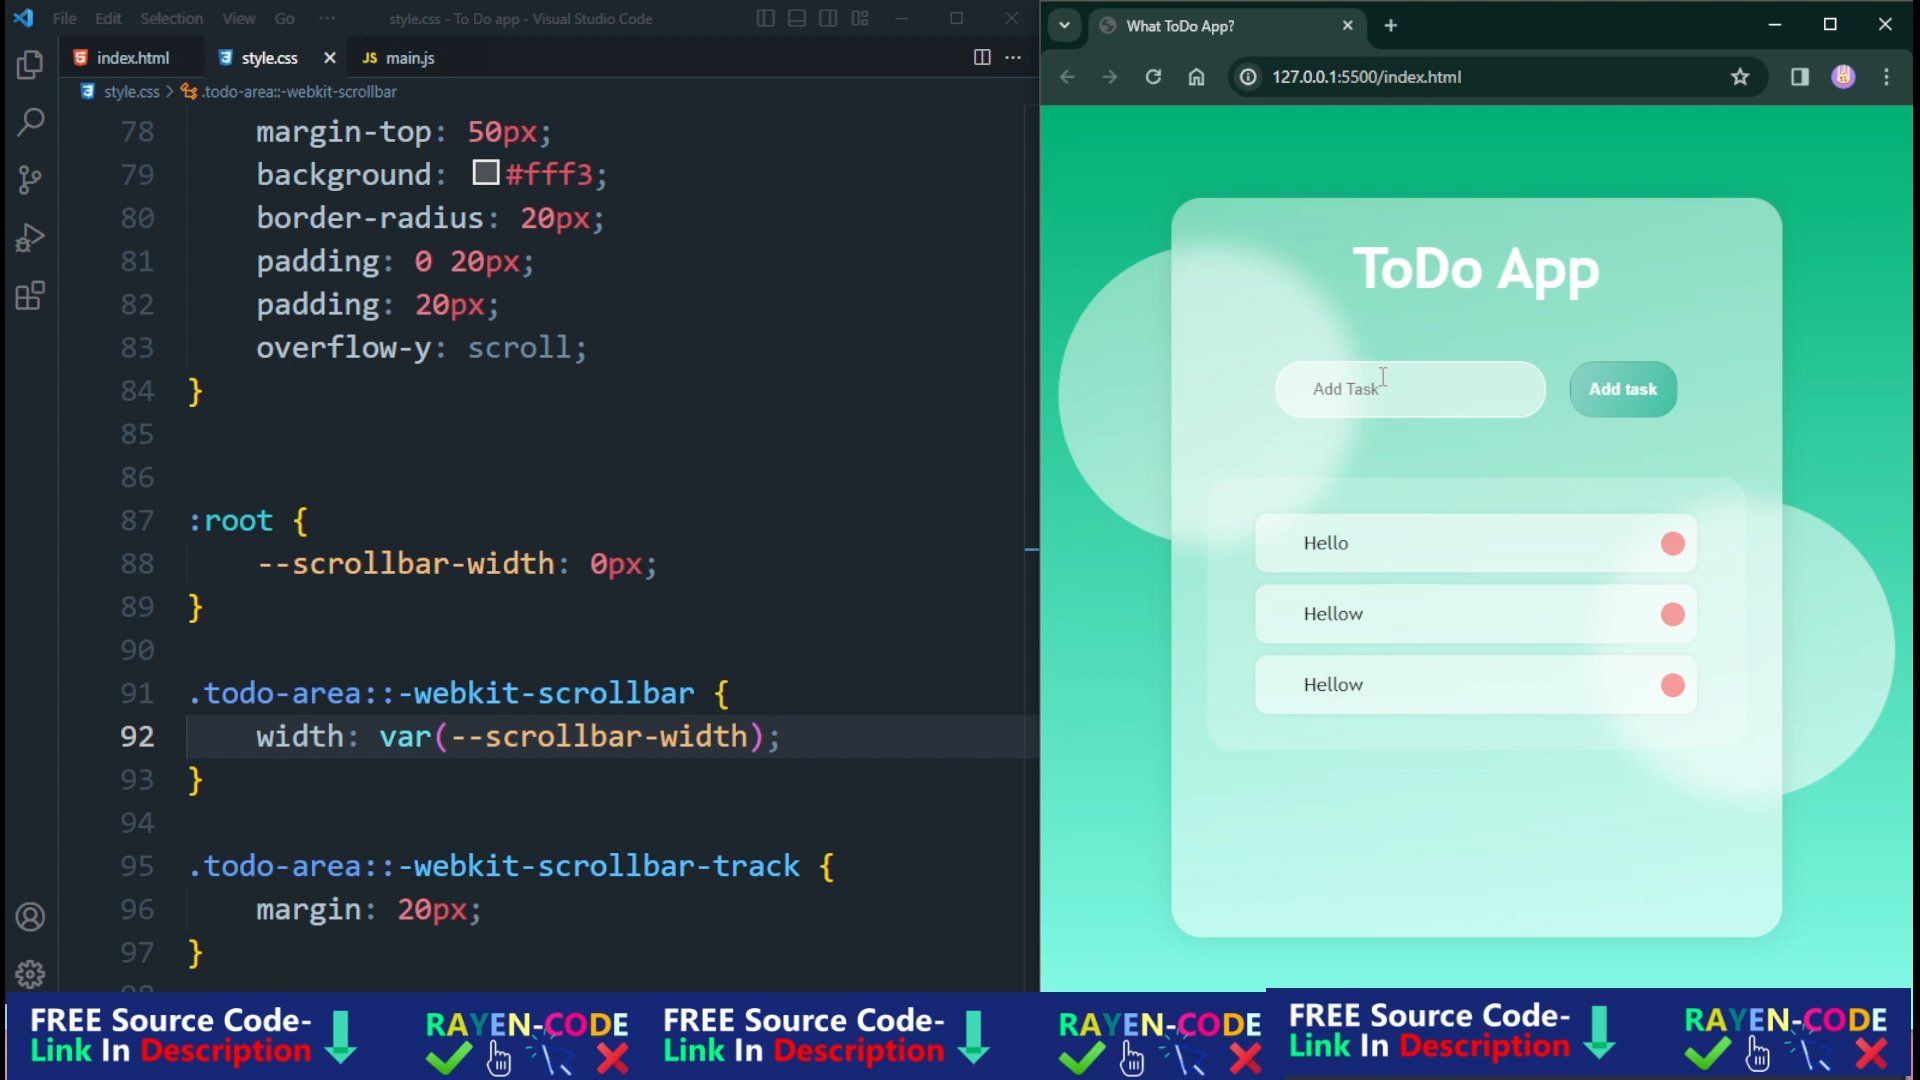 File Edit Selection View Go ··· style.css - To Do app - Visual Studio Code
index.html style.css main.js
style.css > .todo-area::-webkit-scrollbar
78 margin-top: 50px;
79 background: #fff3;
80 border-radius: 20px;
81 padding: 0 20px;
82 padding: 20px;
83 overflow-y: scroll;
84 }
85
86
87 :root {
88 --scrollbar-width: 0px;
89 }
90
91 .todo-area::-webkit-scrollbar {
92 width: var(--scrollbar-width);
93 }
94
95 .todo-area::-webkit-scrollbar-track {
96 margin: 20px;
97 }
What ToDo App?
127.0.0.1:5500/index.html
ToDo App
Add Task Add task
Hello
Hellow
Hellow
FREE Source Code-
Link In Description
RAYEN-CODE
FREE Source Code-
Link In Description
RAYEN-CODE
FREE Source Code-
Link In Description
RAYEN-CODE